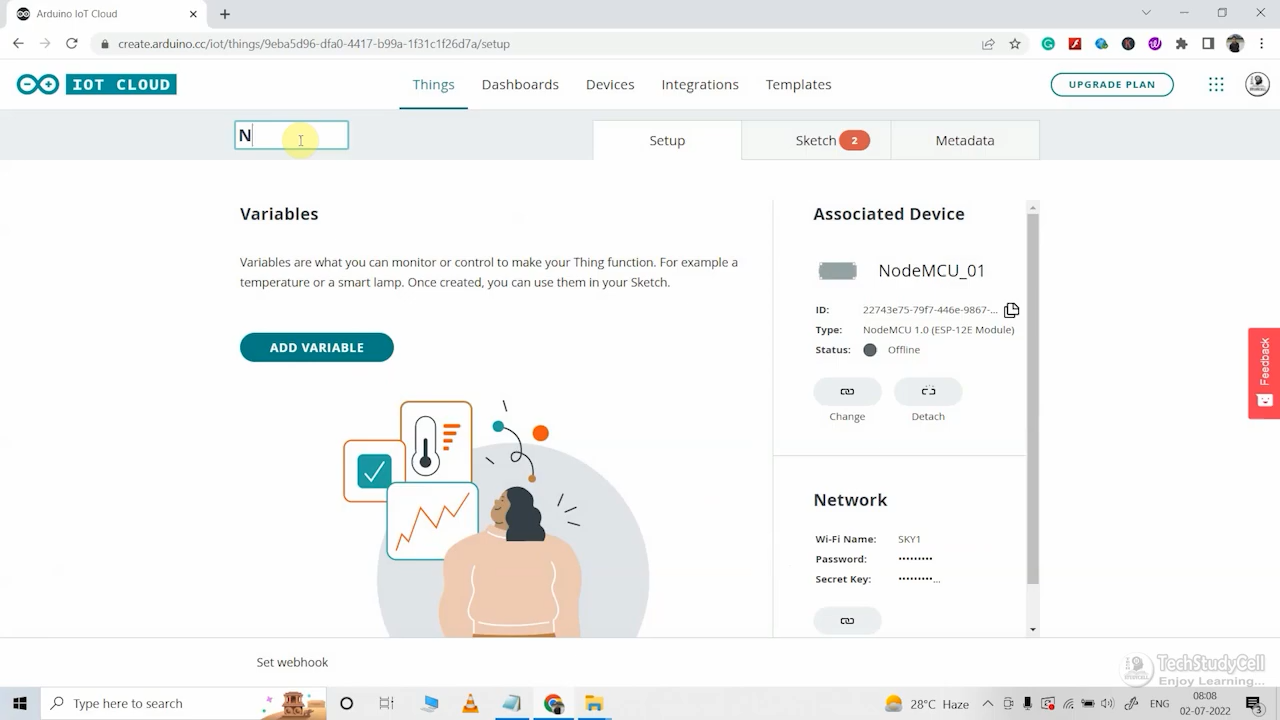 Arduino IoT Cloud
create.arduino.cc/iot/things/9eba5d96-dfa0-4417-b99a-1f31c1f26d7a/setup
IOT CLOUD
Things
Dashboards
Devices
Integrations
Templates
UPGRADE PLAN
N
Setup
Sketch 2
Metadata
Variables
Variables are what you can monitor or control to make your Thing function. For example a
temperature or a smart lamp. Once created, you can use them in your Sketch.
ADD VARIABLE
Associated Device
NodeMCU_01
ID: 22743e75-79f7-446e-9867-...
Type: NodeMCU 1.0 (ESP-12E Module)
Status: Offline
Change
Detach
Network
Wi-Fi Name: SKY1
Password: ••••••••
Secret Key: ••••••••...
Feedback
Set webhook
TechStudyCell
Enjoy Learning...
Type here to search
28°C Haze
ENG
08:08
02-07-2022
3